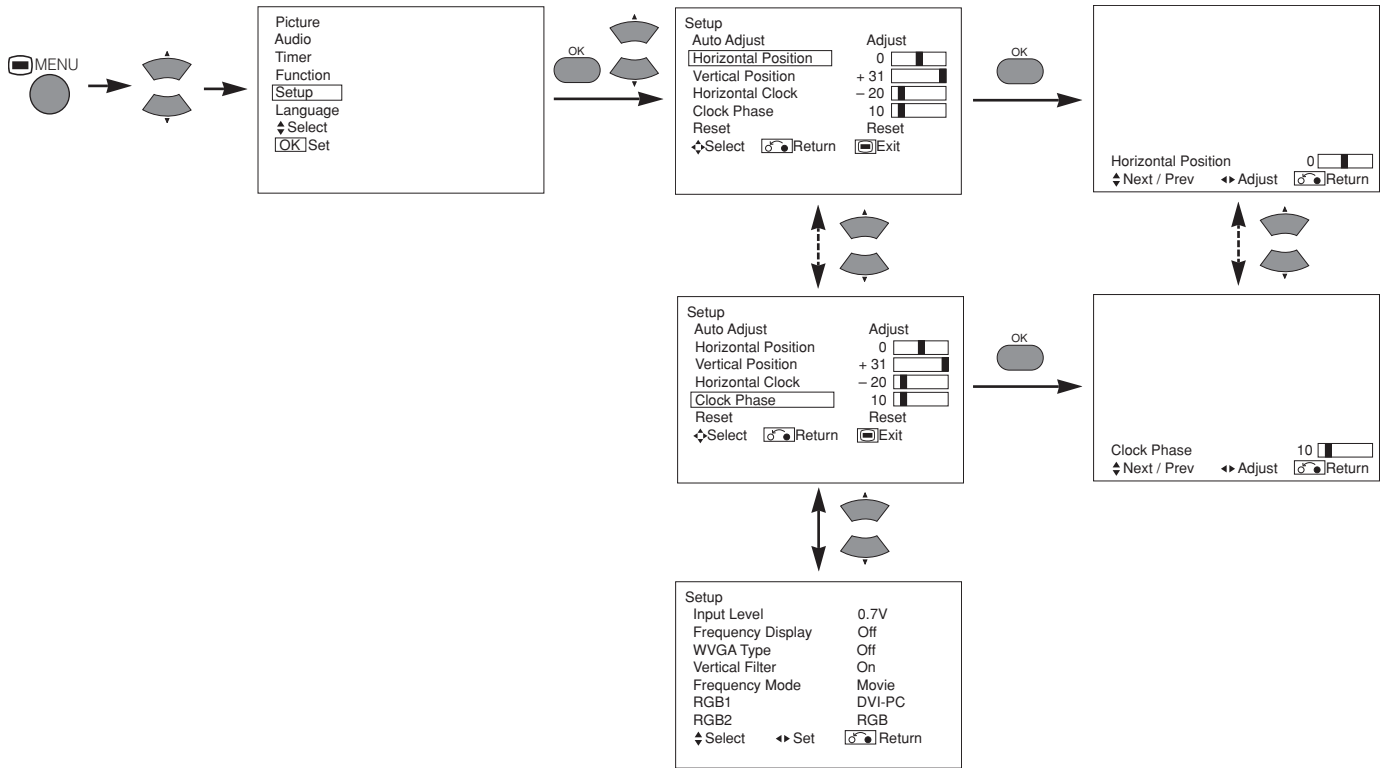 MENU
Picture
Audio
Timer
Function
Setup
Language
Select
OK Set
OK
Setup
Auto Adjust Adjust
Horizontal Position 0
Vertical Position + 31
Horizontal Clock – 20
Clock Phase 10
Reset Reset
Select Return Exit
OK
Horizontal Position 0
Next / Prev Adjust Return
Setup
Auto Adjust Adjust
Horizontal Position 0
Vertical Position + 31
Horizontal Clock – 20
Clock Phase 10
Reset Reset
Select Return Exit
OK
Clock Phase 10
Next / Prev Adjust Return
Setup
Input Level 0.7V
Frequency Display Off
WVGA Type Off
Vertical Filter On
Frequency Mode Movie
RGB1 DVI-PC
RGB2 RGB
Select Set Return